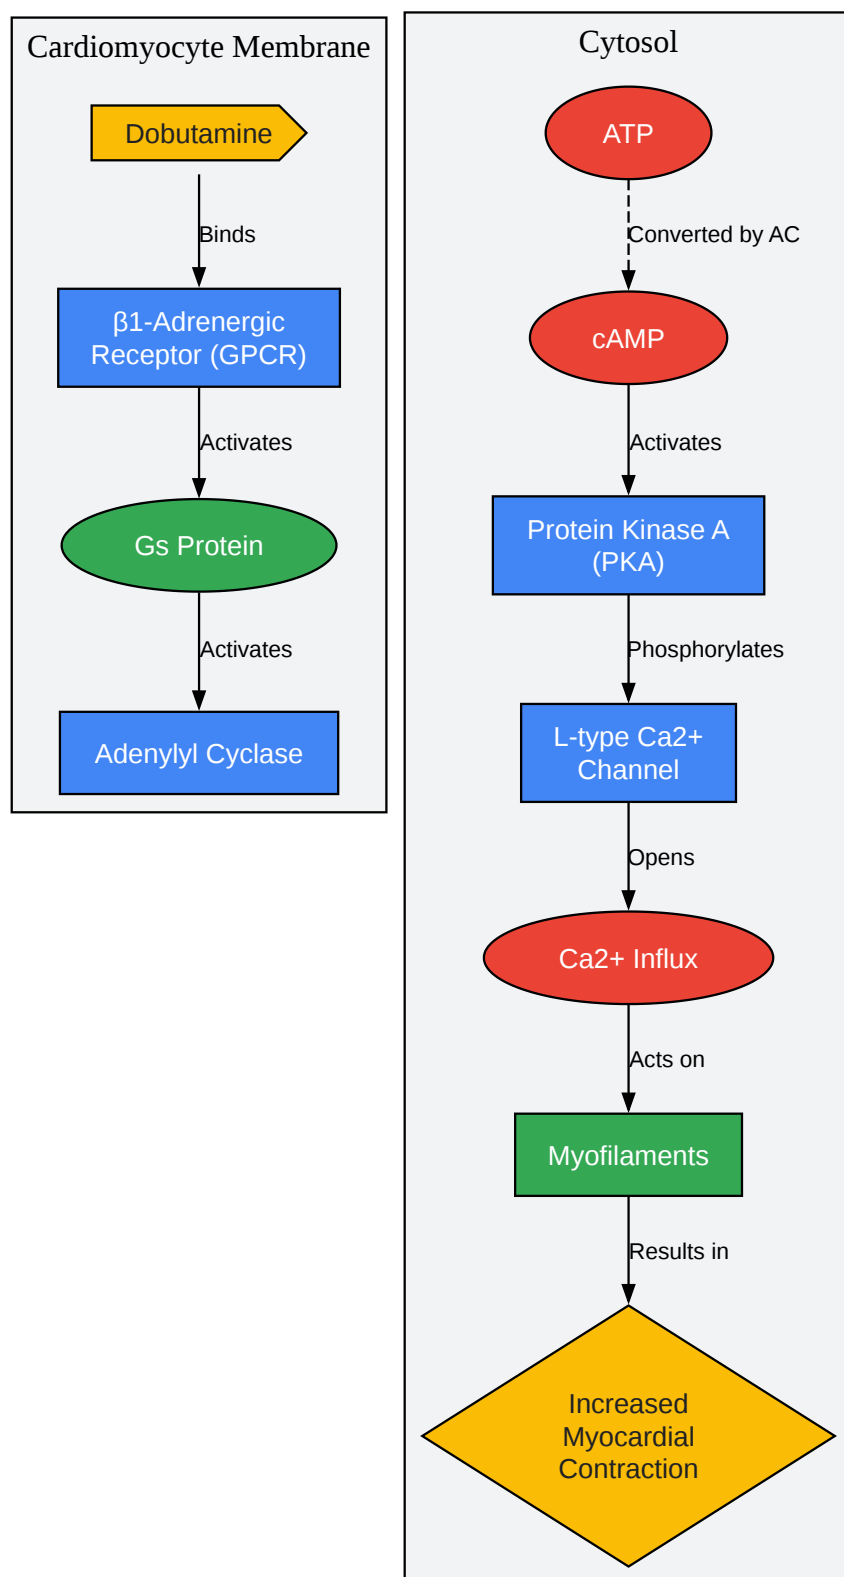 Cardiomyocyte Membrane
Dobutamine
Binds
β1-Adrenergic
Receptor (GPCR)
Activates
Gs Protein
Activates
Adenylyl Cyclase
Cytosol
ATP
Converted by AC
cAMP
Activates
Protein Kinase A
(PKA)
Phosphorylates
L-type Ca2+
Channel
Opens
Ca2+ Influx
Acts on
Myofilaments
Results in
Increased
Myocardial
Contraction